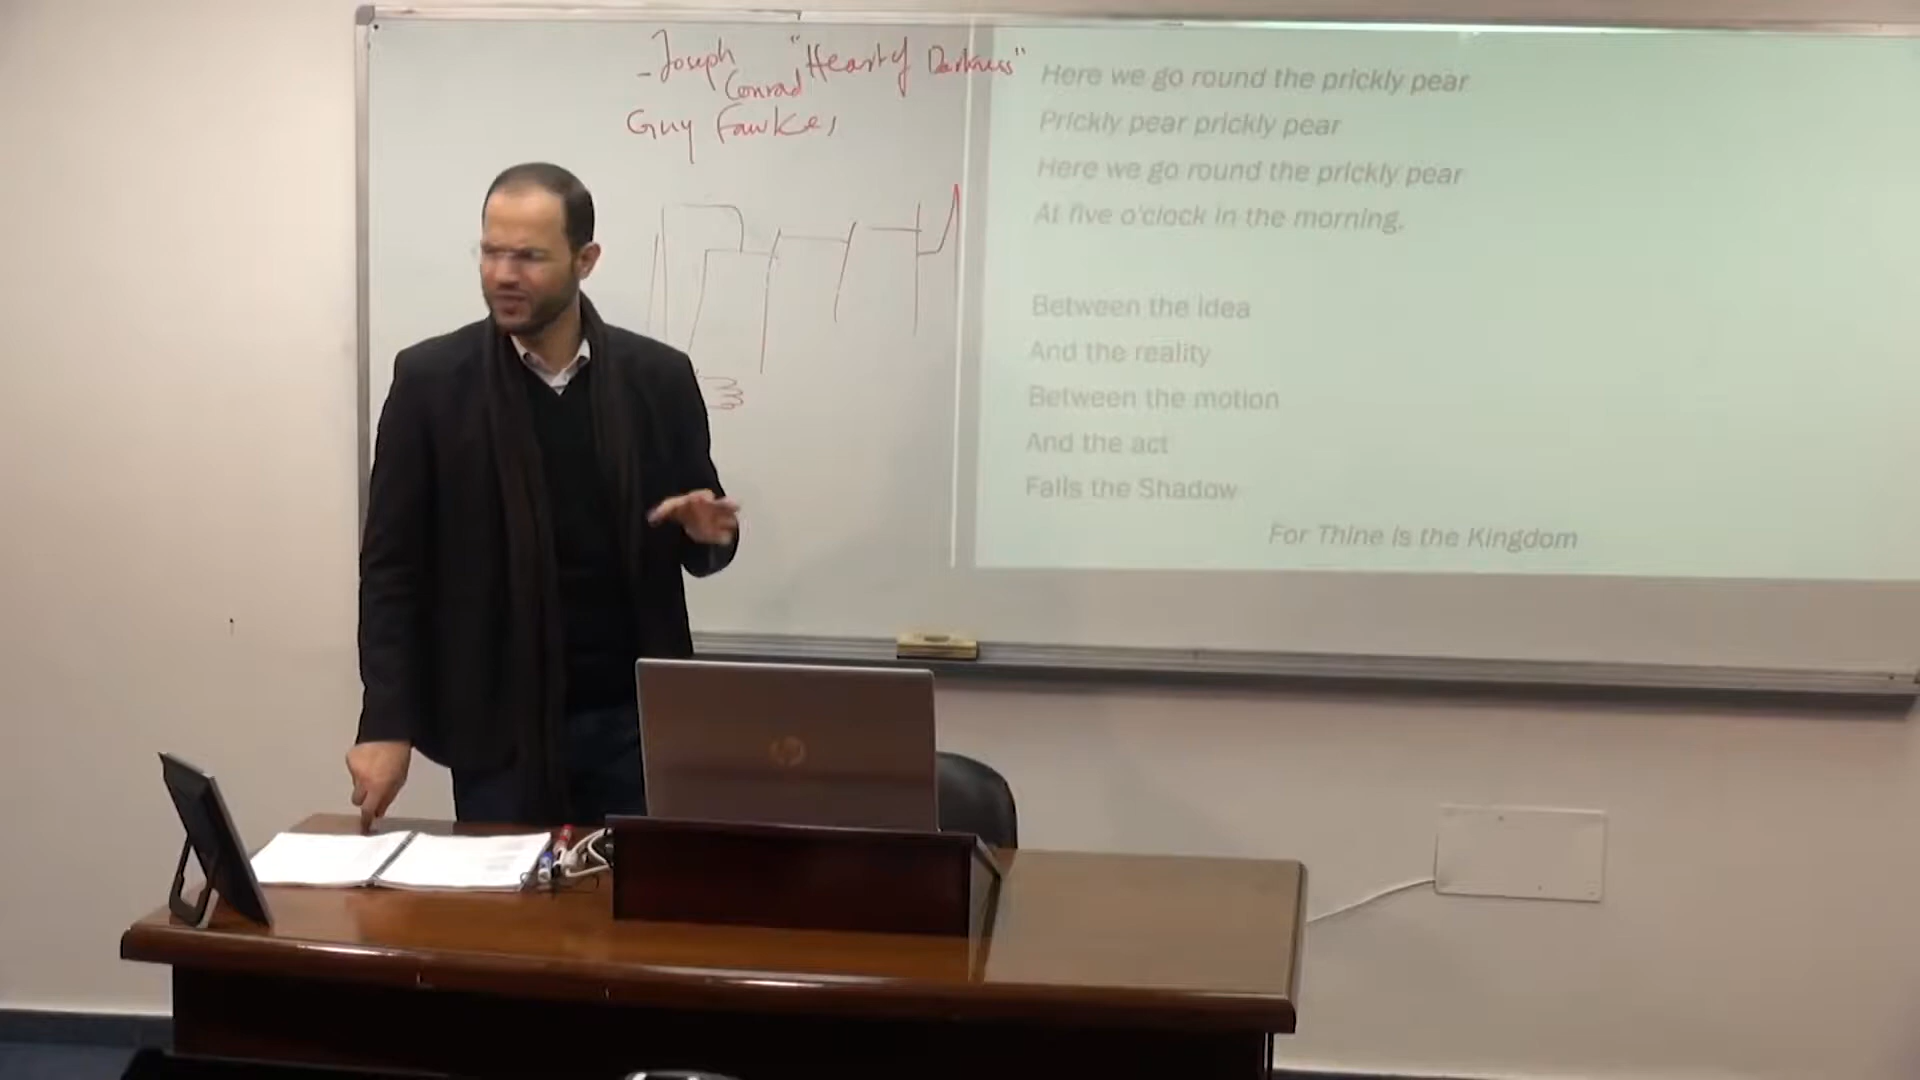 - Joseph "Heart of Darkness"
Conrad
Guy Fawkes
Here we go round the prickly pear
Prickly pear prickly pear
Here we go round the prickly pear
At five o'clock in the morning.
Between the idea
And the reality
Between the motion
And the act
Falls the Shadow
For Thine is the Kingdom
hp